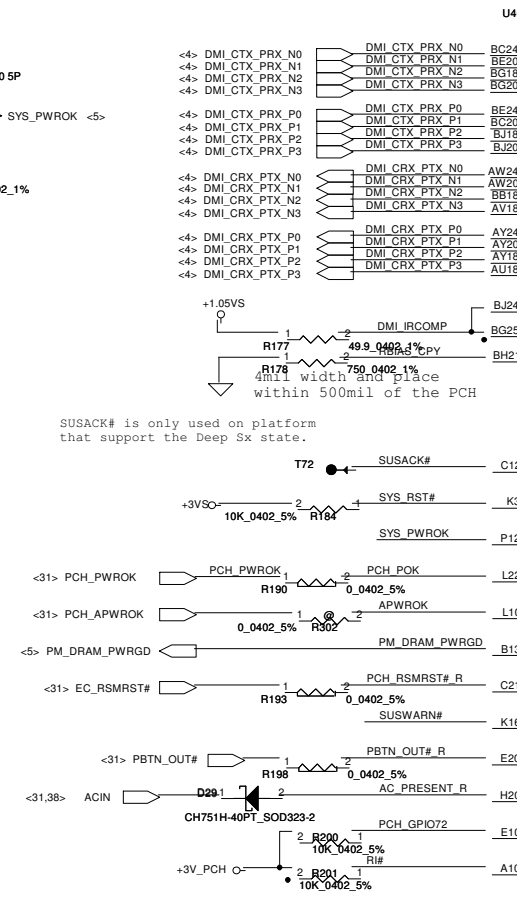 U4
0 5P
SYS_PWROK <5>
02_1%
<4> DMI_CTX_PRX_N0 DMI_CTX_PRX_N0 BC24
<4> DMI_CTX_PRX_N1 DMI_CTX_PRX_N1 BE20
<4> DMI_CTX_PRX_N2 DMI_CTX_PRX_N2 BG18
<4> DMI_CTX_PRX_N3 DMI_CTX_PRX_N3 BG20
<4> DMI_CTX_PRX_P0 DMI_CTX_PRX_P0 BE24
<4> DMI_CTX_PRX_P1 DMI_CTX_PRX_P1 BC20
<4> DMI_CTX_PRX_P2 DMI_CTX_PRX_P2 BJ18
<4> DMI_CTX_PRX_P3 DMI_CTX_PRX_P3 BJ20
<4> DMI_CRX_PTX_N0 DMI_CRX_PTX_N0 AW24
<4> DMI_CRX_PTX_N1 DMI_CRX_PTX_N1 AW20
<4> DMI_CRX_PTX_N2 DMI_CRX_PTX_N2 BB18
<4> DMI_CRX_PTX_N3 DMI_CRX_PTX_N3 AV18
<4> DMI_CRX_PTX_P0 DMI_CRX_PTX_P0 AY24
<4> DMI_CRX_PTX_P1 DMI_CRX_PTX_P1 AY20
<4> DMI_CRX_PTX_P2 DMI_CRX_PTX_P2 AY18
<4> DMI_CRX_PTX_P3 DMI_CRX_PTX_P3 AU18
+1.05VS BJ24
1 2 DMI_IRCOMP BG25
R177 49.9_0402_1%
1 2 RBIAS_CPY BH21
R178 750_0402_1%
4mil width and place
within 500mil of the PCH
SUSACK# is only used on platform
that support the Deep Sx state.
T72 SUSACK# C12
+3VS 2 1 SYS_RST# K3
10K_0402_5% R184
SYS_PWROK P12
<31> PCH_PWROK PCH_PWROK 1 2 PCH_POK L22
R190 0_0402_5%
<31> PCH_APWROK 1 @ 2 APWROK L10
0_0402_5% R302
<5> PM_DRAM_PWRGD PM_DRAM_PWRGD B13
<31> EC_RSMRST# 1 2 PCH_RSMRST#_R C21
R193 0_0402_5%
SUSWARN# K16
<31> PBTN_OUT# 1 2 PBTN_OUT#_R E20
R198 0_0402_5%
<31,38> ACIN D29 1 2 AC_PRESENT_R H20
CH751H-40PT_SOD323-2
2 R200 1 PCH_GPIO72 E10
10K_0402_5%
+3V_PCH 2 R201 1 RI# A10
10K_0402_5%